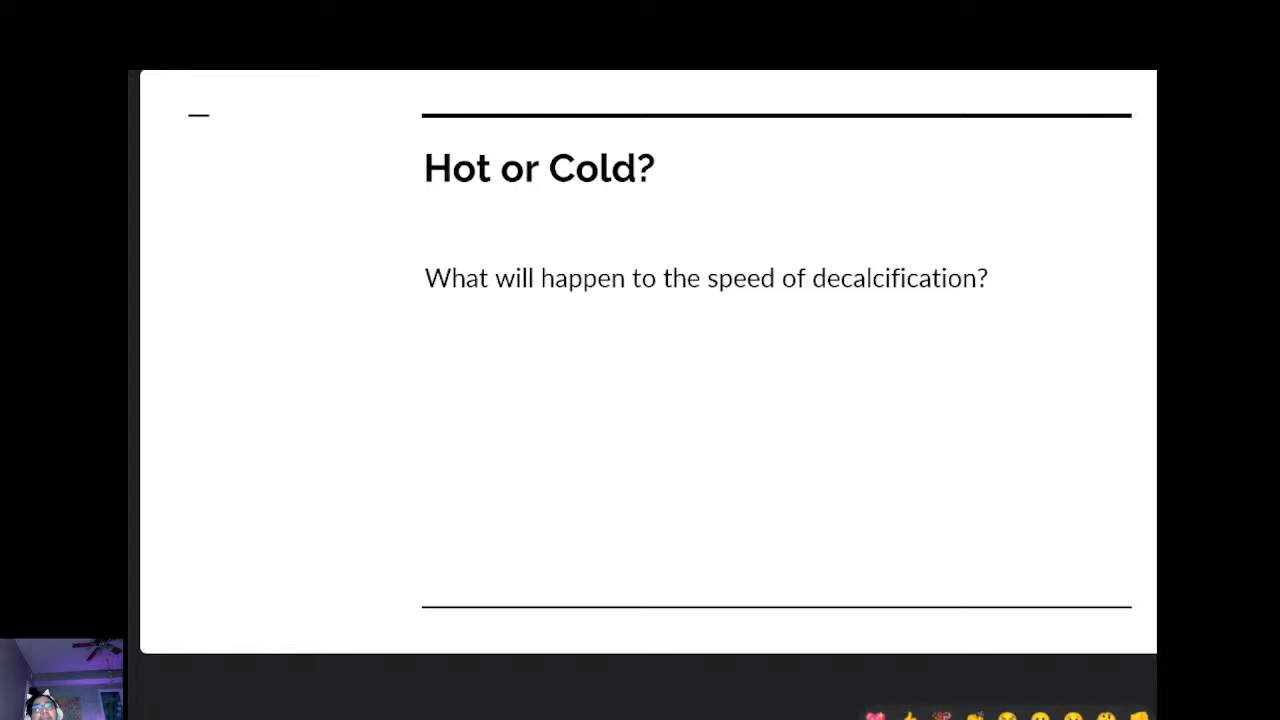 Hot or Cold?
What will happen to the speed of decalcification?